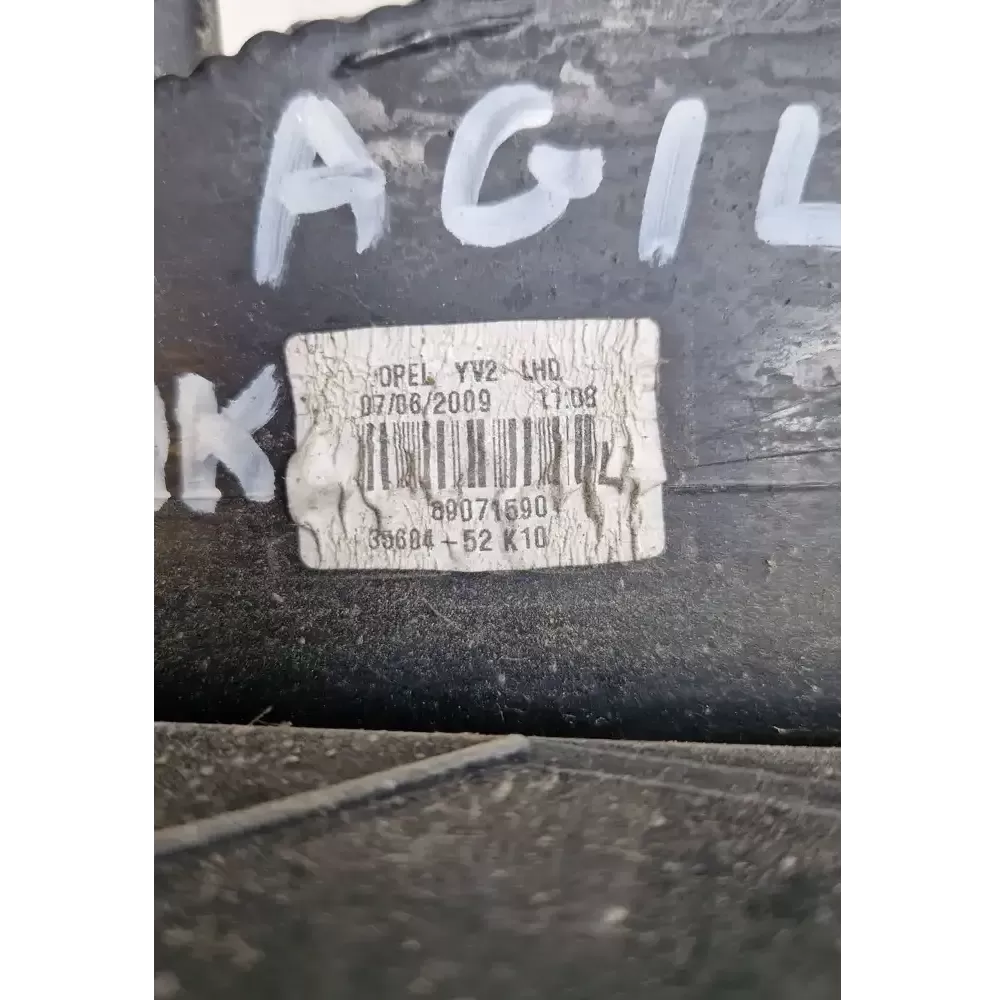 AGIL
OPEL YV2 LHD
07/06/2009 11:08
K
L
89071590
35604-52 K10